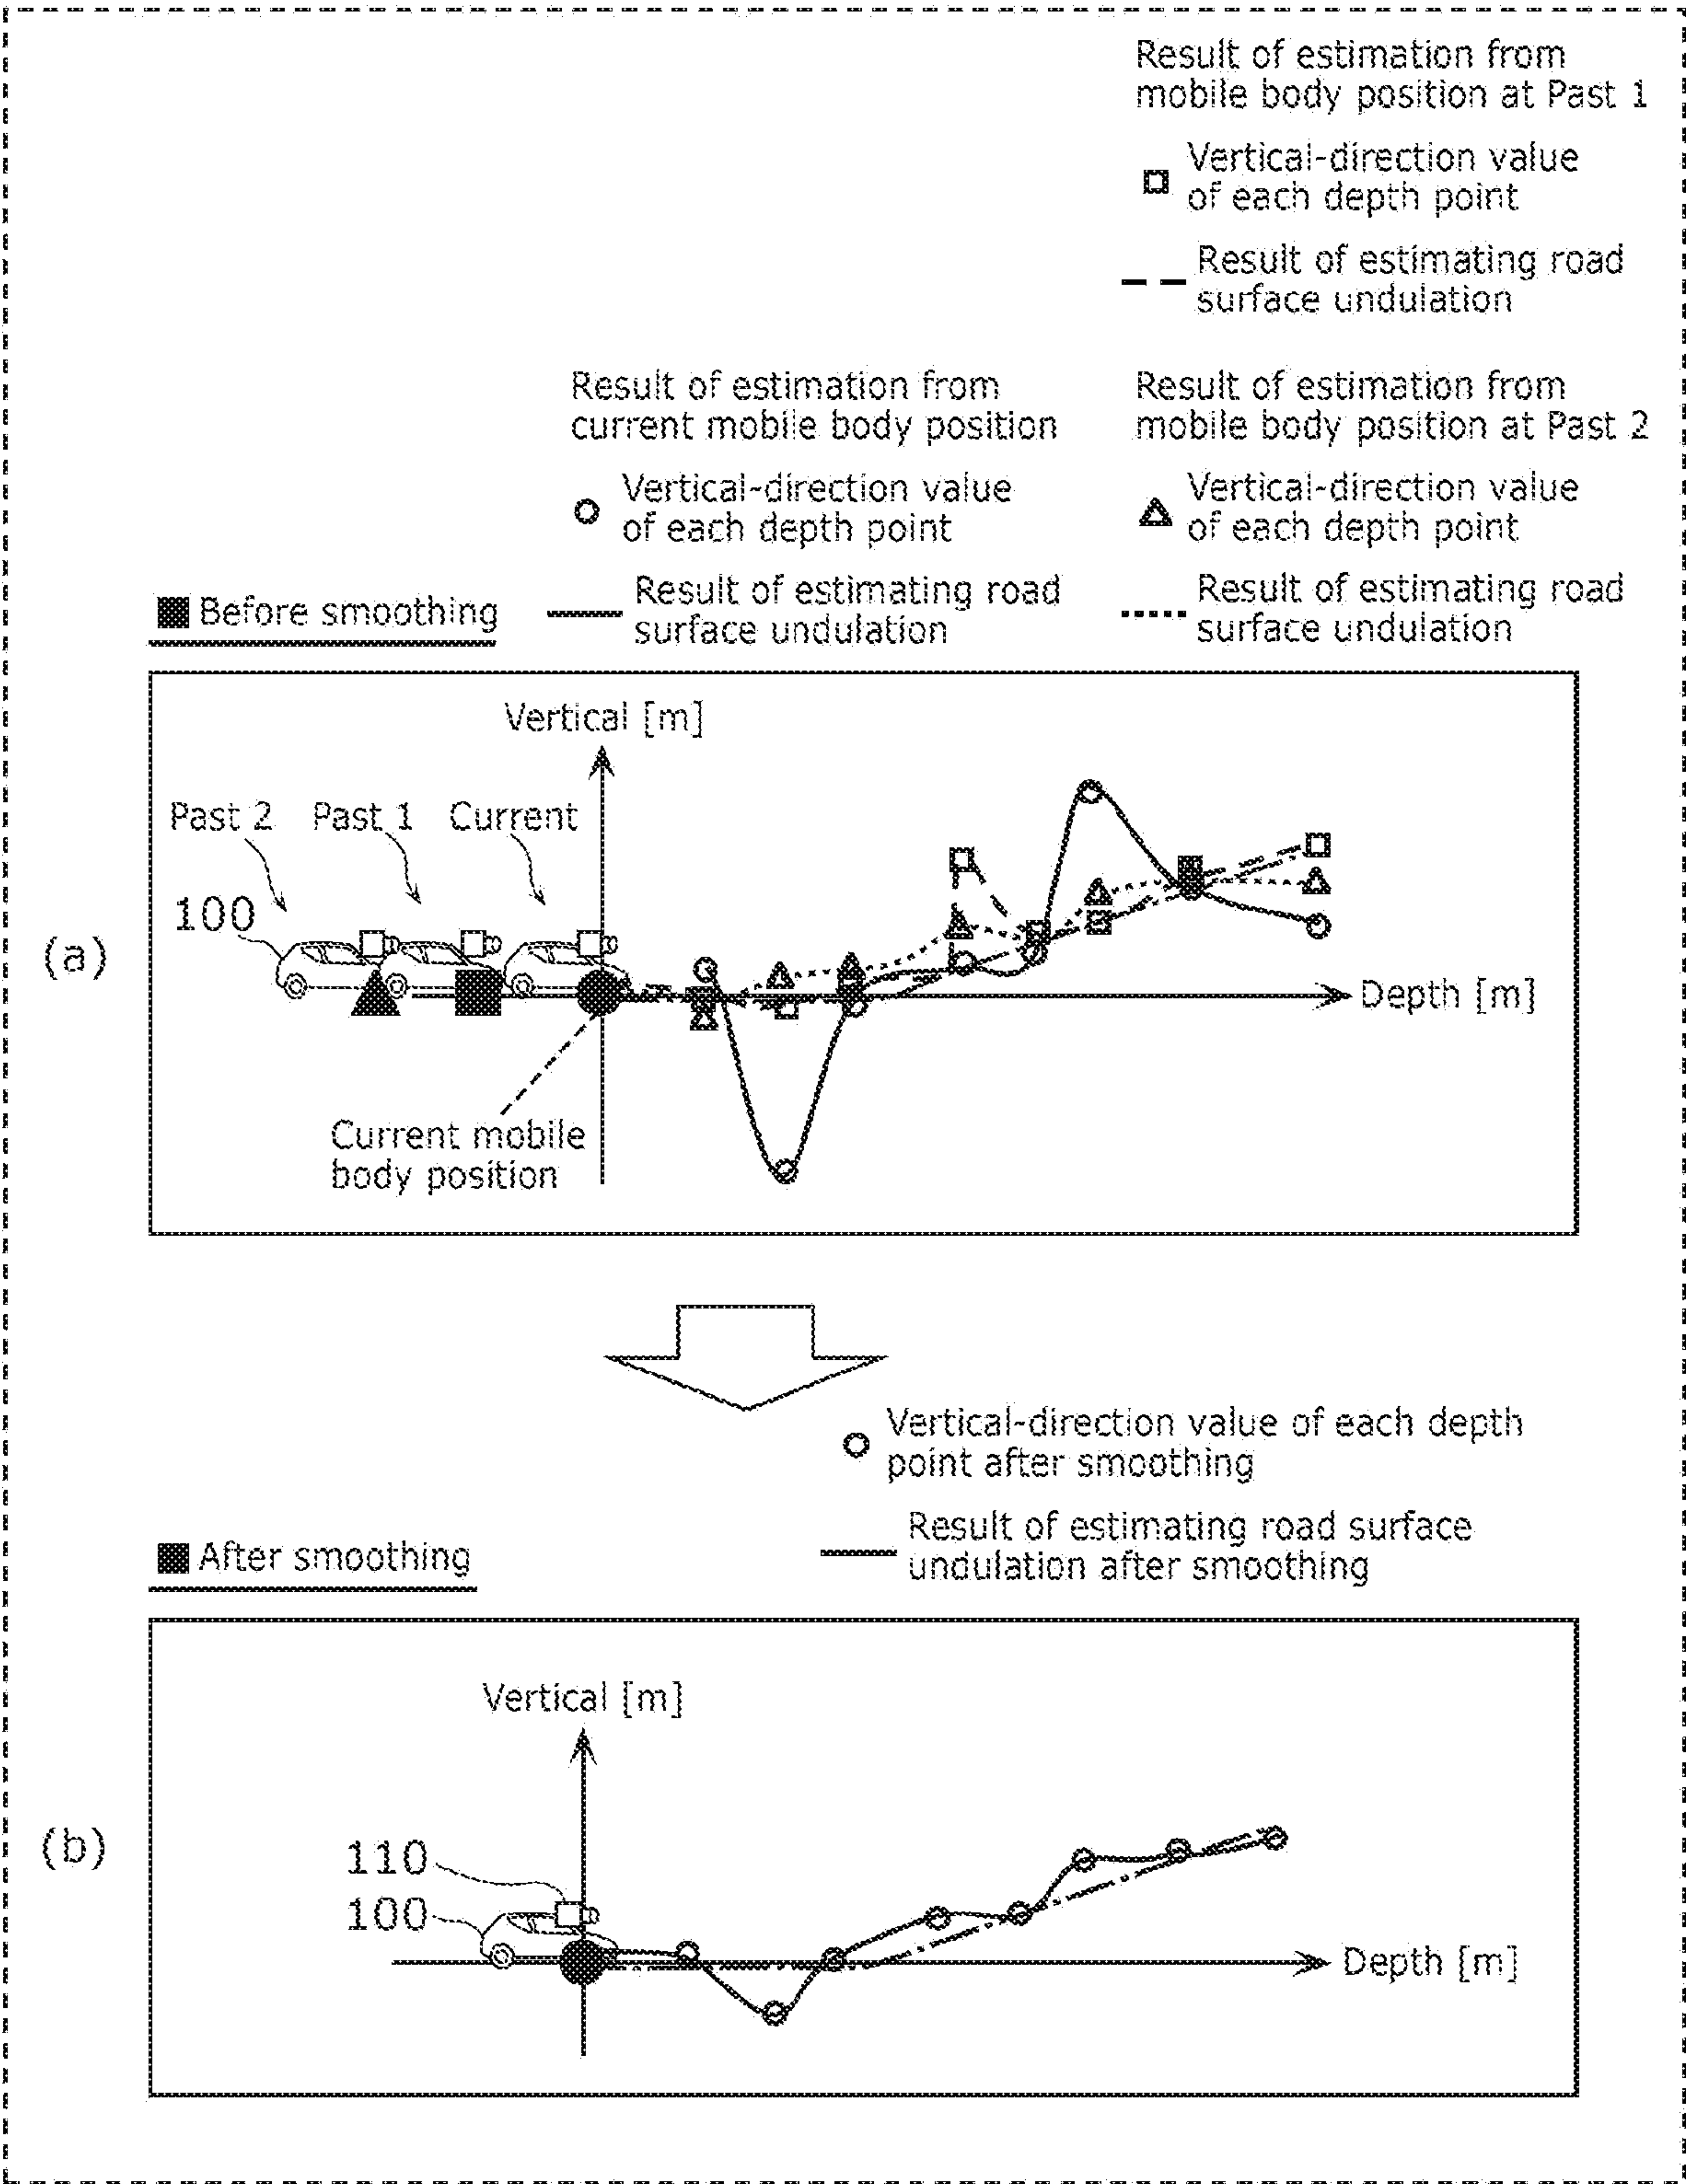 Result of estimation from
mobile body position at Past 1
Vertical-direction value
of each depth point
Result of estimating road
surface undulation
Result of estimation from
current mobile body position
Vertical-direction value
of each depth point
Result of estimating road
surface undulation
Result of estimation from
mobile body position at Past 2
Vertical-direction value
of each depth point
Result of estimating road
surface undulation
Before smoothing
(a)
Vertical [m]
Past 2
Past 1
Current
100
Depth [m]
Current mobile
body position
Vertical-direction value of each depth
point after smoothing
Result of estimating road surface
undulation after smoothing
After smoothing
(b)
Vertical [m]
110
100
Depth [m]